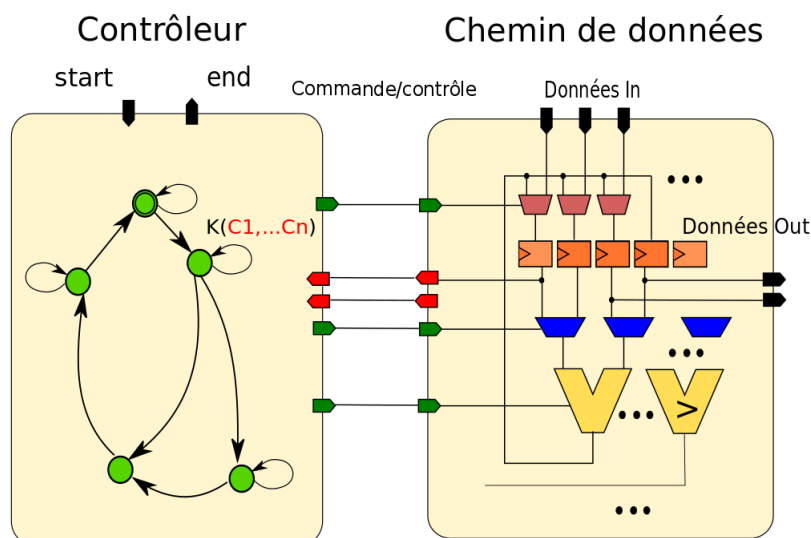 Contrôleur
Chemin de données
start
end
Commande/contrôle
Données In
K(C1,...Cn)
Données Out
>